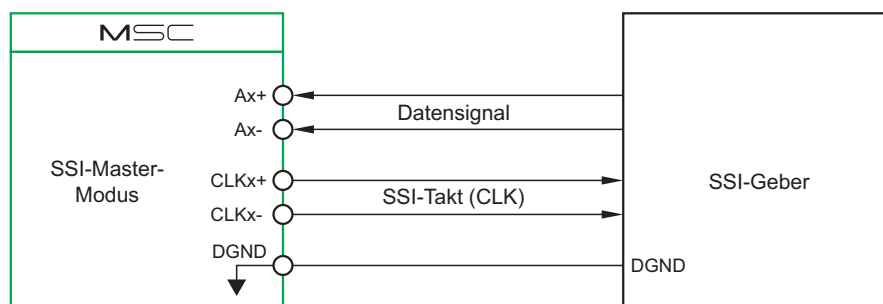 MSC
SSI-Master-
Modus
Ax+
Ax-
CLKx+
CLKx-
DGND
Datensignal
SSI-Takt (CLK)
SSI-Geber
DGND